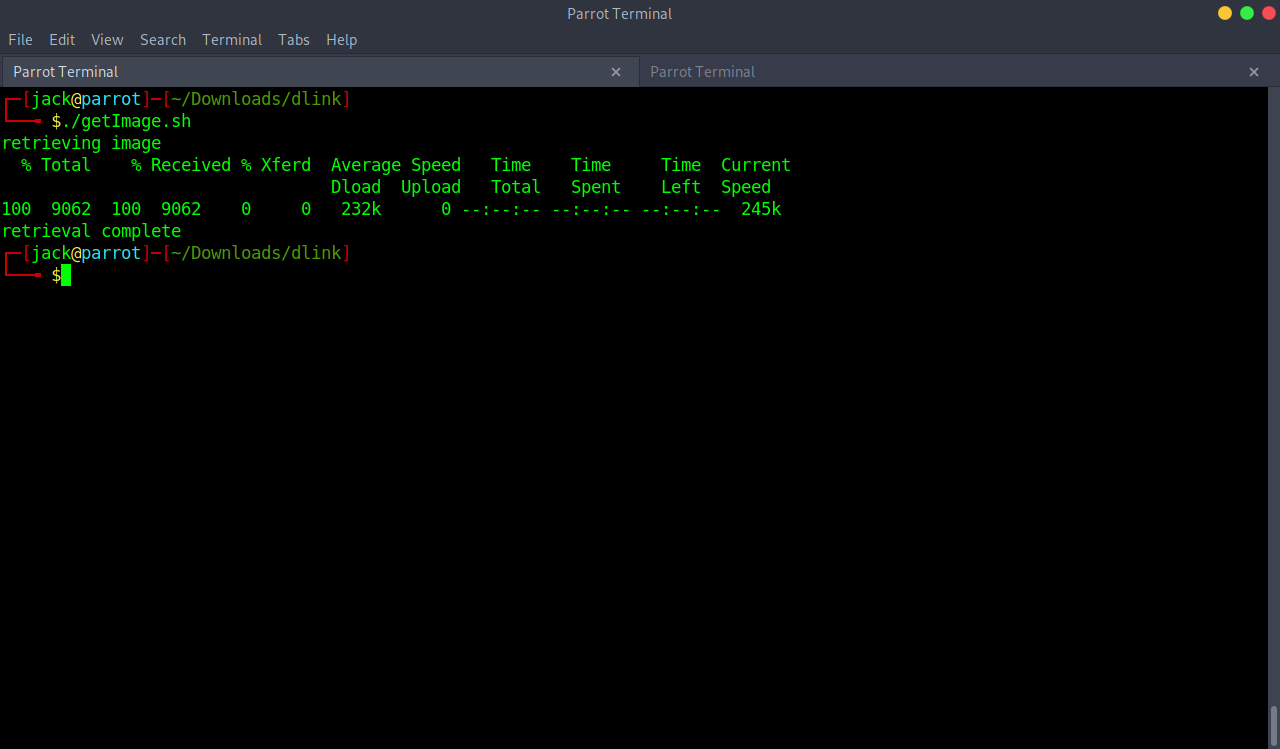 Parrot Terminal
File Edit View Search Terminal Tabs Help
Parrot Terminal × Parrot Terminal ×
┌─[jack@parrot]─[~/Downloads/dlink]
└──╼ $./getImage.sh
retrieving image
  % Total    % Received % Xferd  Average Speed   Time    Time     Time  Current
                                 Dload  Upload   Total   Spent    Left  Speed
100  9062  100  9062    0     0   232k      0 --:--:-- --:--:-- --:--:--  245k
retrieval complete
┌─[jack@parrot]─[~/Downloads/dlink]
└──╼ $